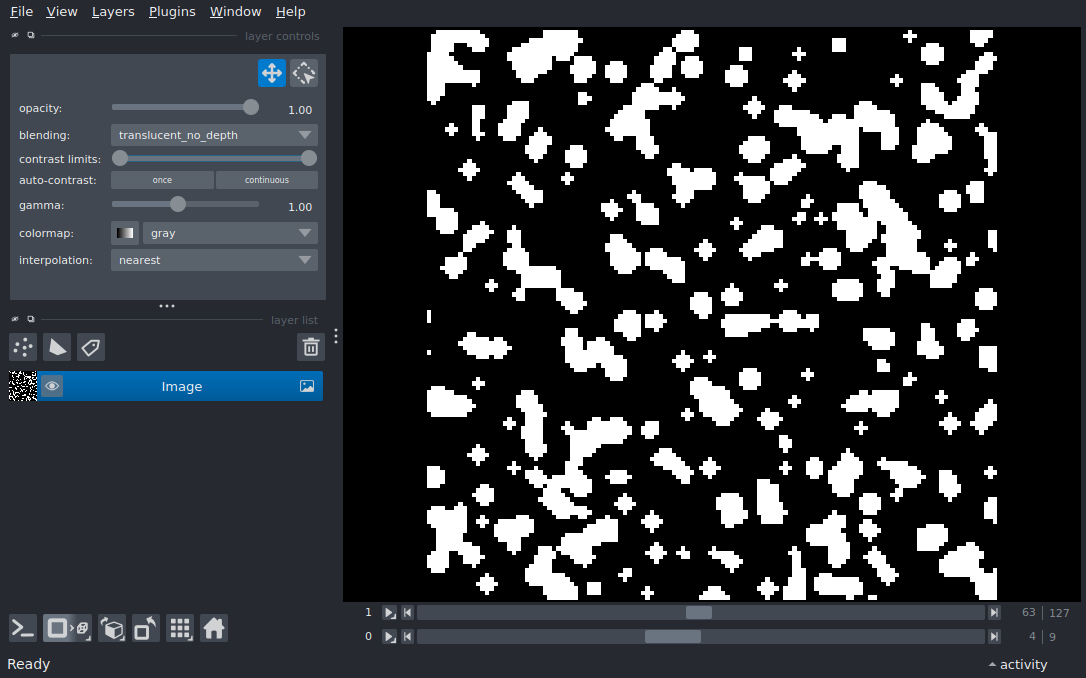 File View Layers Plugins Window Help
layer controls
opacity: 1.00
blending: translucent_no_depth
contrast limits:
auto-contrast: once continuous
gamma: 1.00
colormap: gray
interpolation: nearest
layer list
Image
1 63 127
0 4 9
Ready activity